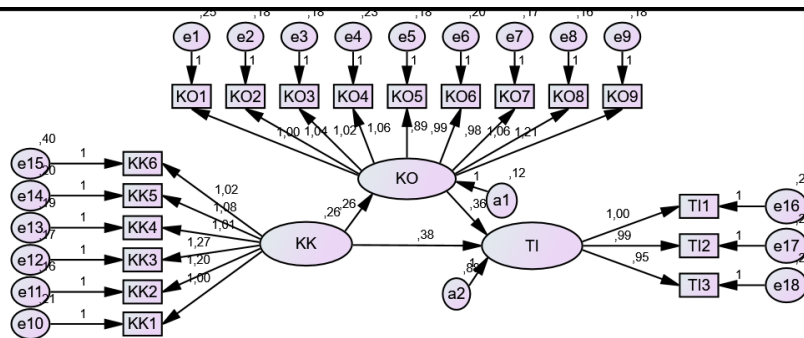 ,25 ,18 ,18 ,23 ,18 ,20 ,17 ,16 ,18
e1 e2 e3 e4 e5 e6 e7 e8 e9
1 1 1 1 1 1 1 1 1
KO1 KO2 KO3 KO4 KO5 KO6 KO7 KO8 KO9
1,00 1,04 1,02 1,06 ,89 ,99 ,98 1,06 1,21
,40
e15 1 KK6
,20
e14 1 KK5
,19
e13 1 KK4
,17
e12 1 KK3
,16
e11 1 KK2
,21
e10 1 KK1
1,02
1,08
1,01
1,27
1,20
1,00
KK
,26
,26
KO
1
,12
a1
,36
,38
TI
1
a2
1,00
,99
,95
TI1 1 e16
TI2 1 e17
TI3 1 e18